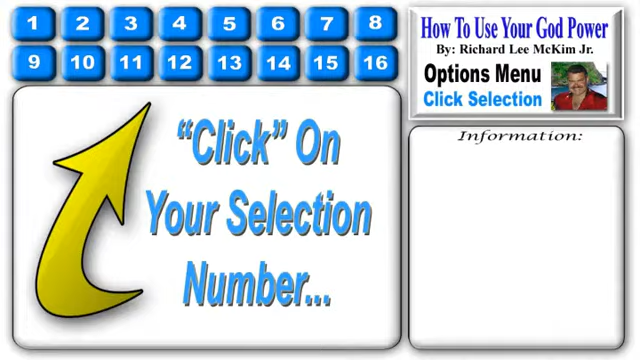 1 2 3 4 5 6 7 8
9 10 11 12 13 14 15 16
How To Use Your God Power
By: Richard Lee McKim Jr.
Options Menu
Click Selection
“Click” On
Your Selection
Number...
Information: